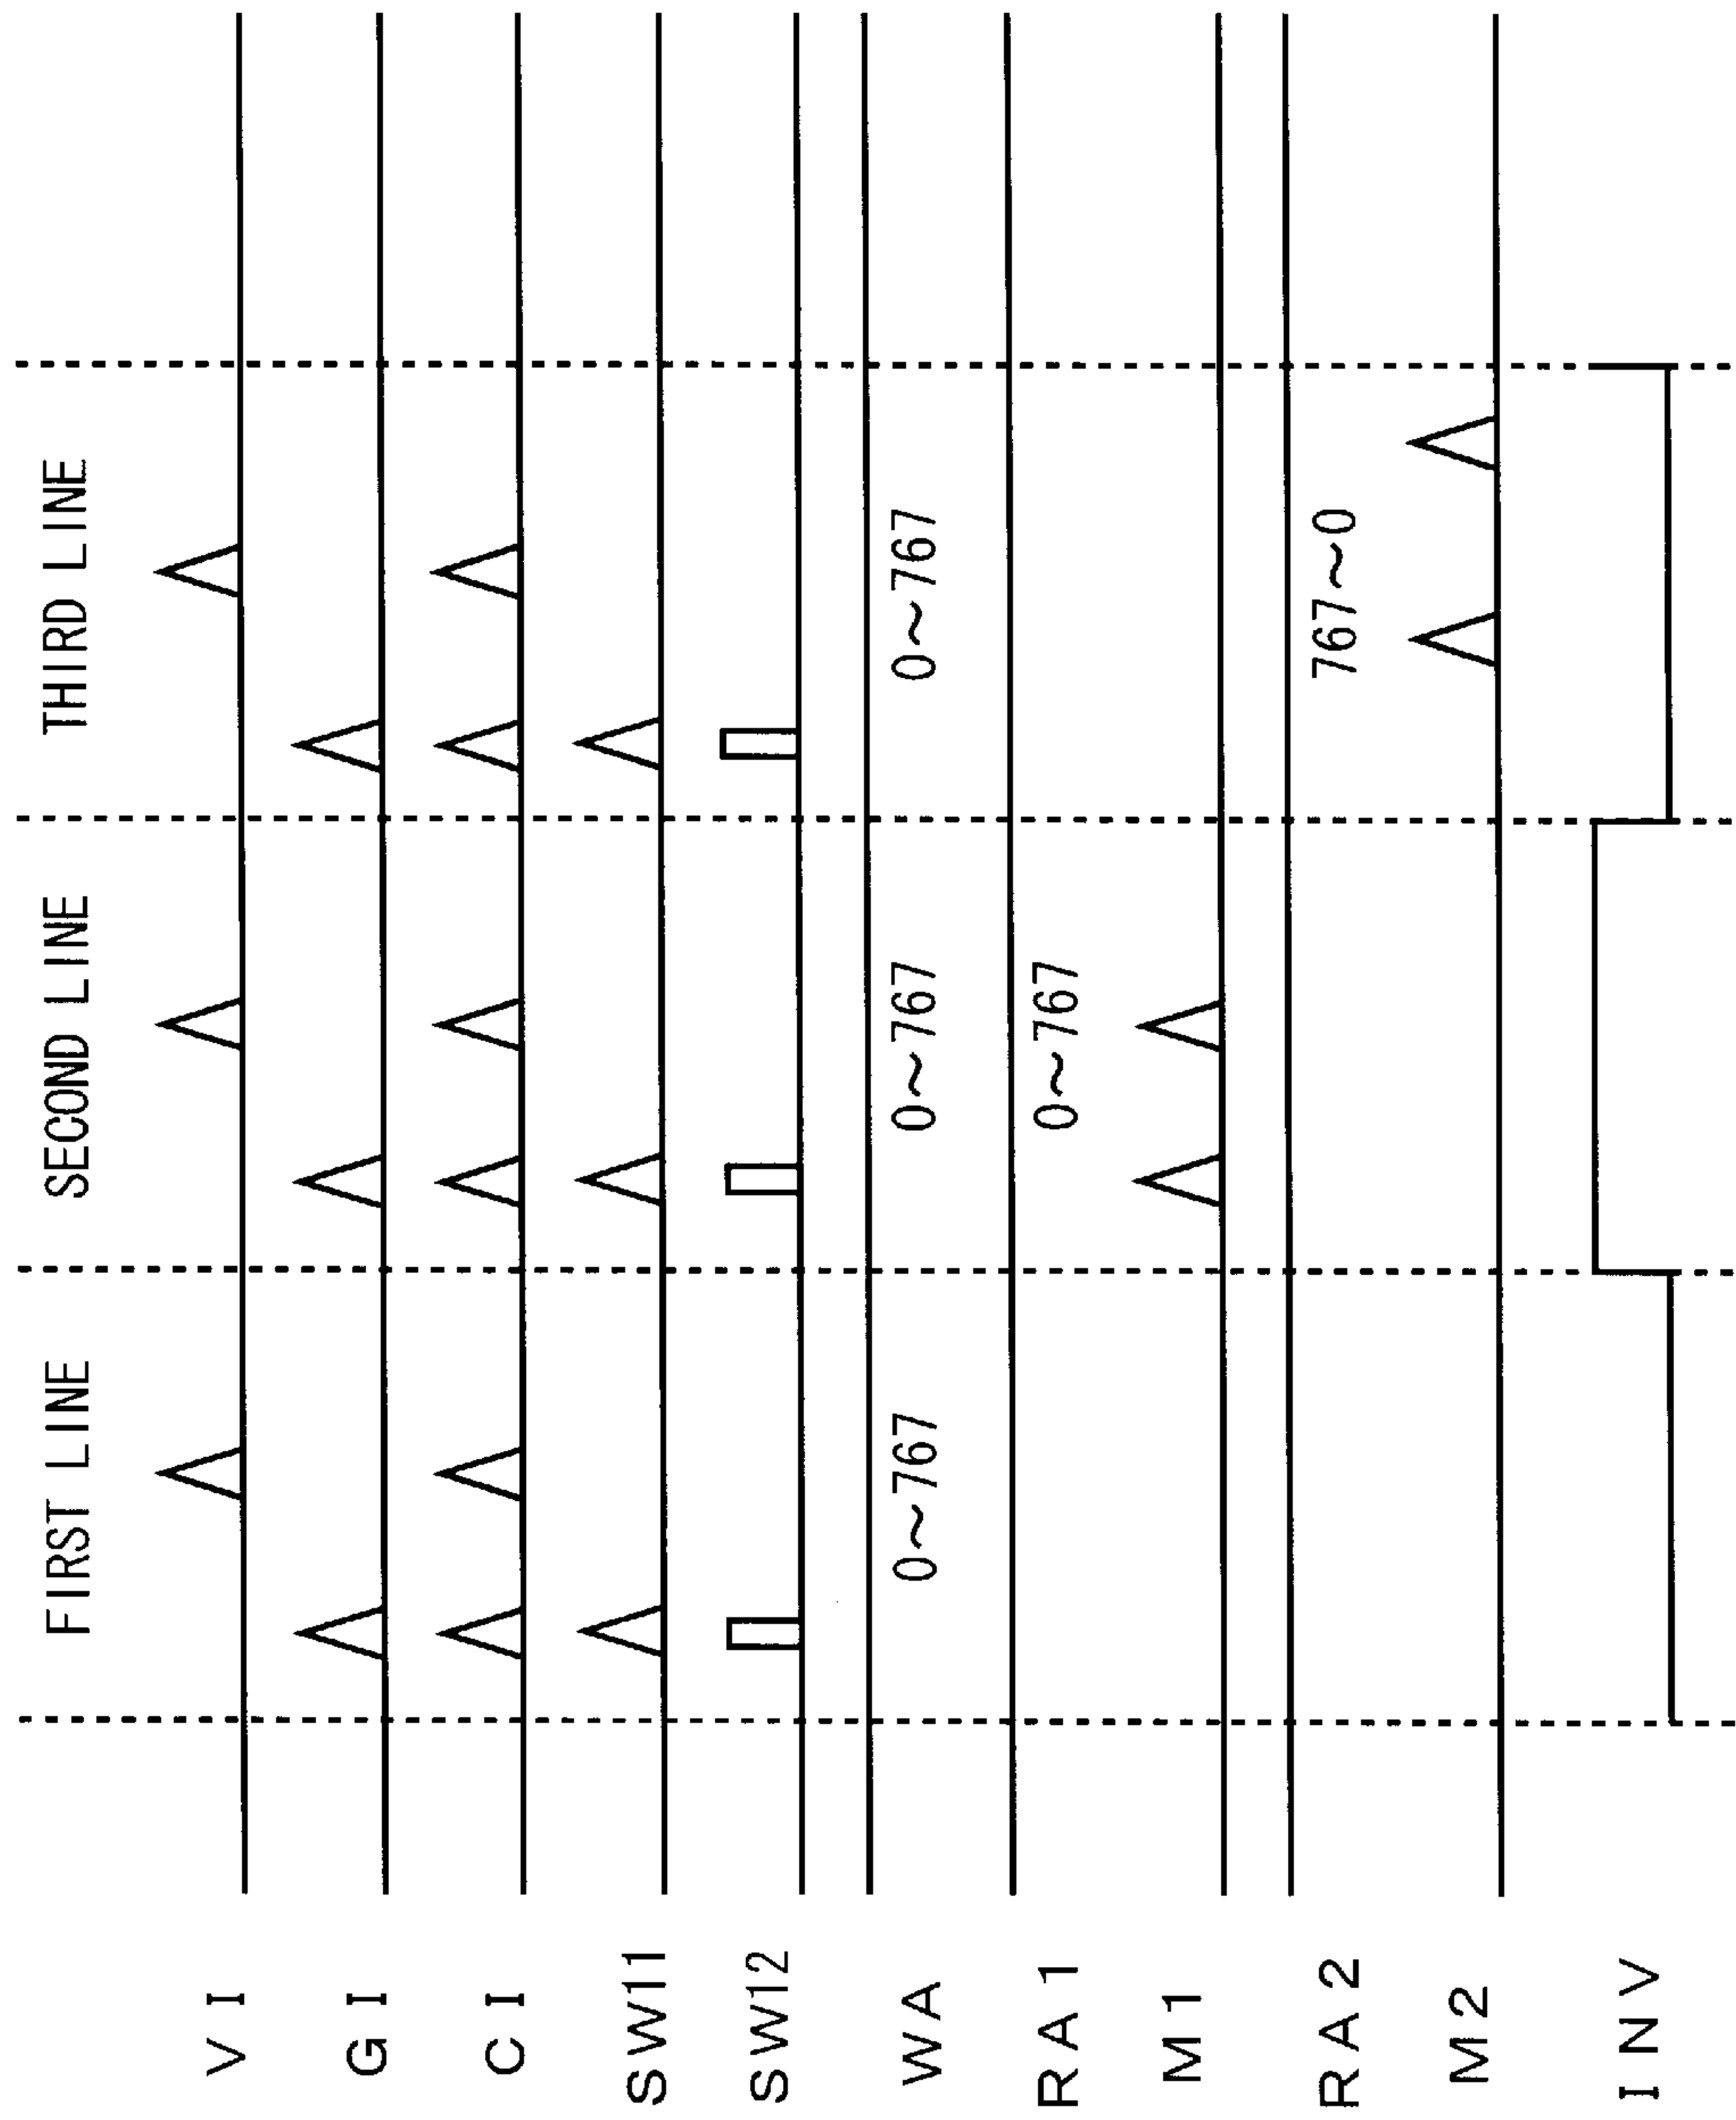 FIRST LINE SECOND LINE THIRD LINE
VI
GI
CI
SW11
SW12
WA 0~767 0~767 0~767
RA1 0~767
M1
RA2 767~0
M2
INV